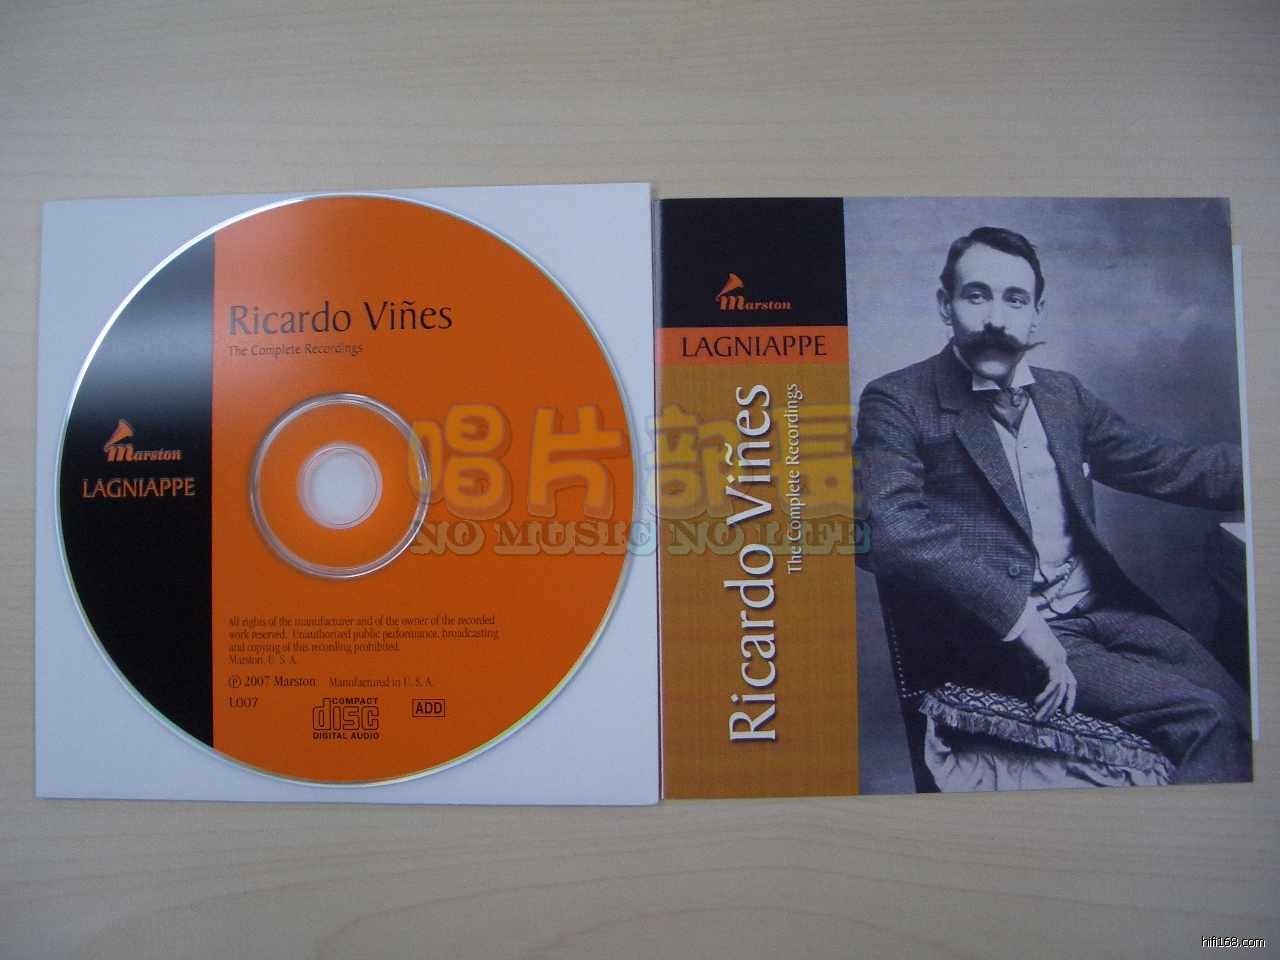 Ricardo Viñes
The Complete Recordings
Marston
LAGNIAPPE
All rights of the manufacturer and of the owner of the recorded
work reserved. Unauthorized public performance, broadcasting
and copying of this recording prohibited.
Marston, U. S. A.
℗ 2007 Marston Manufactured in U. S. A.
L007
COMPACT
disc
DIGITAL AUDIO
ADD
Marston
LAGNIAPPE
Ricardo Viñes
The Complete Recordings
唱片部長
NO MUSIC NO LIFE
hifi168.com